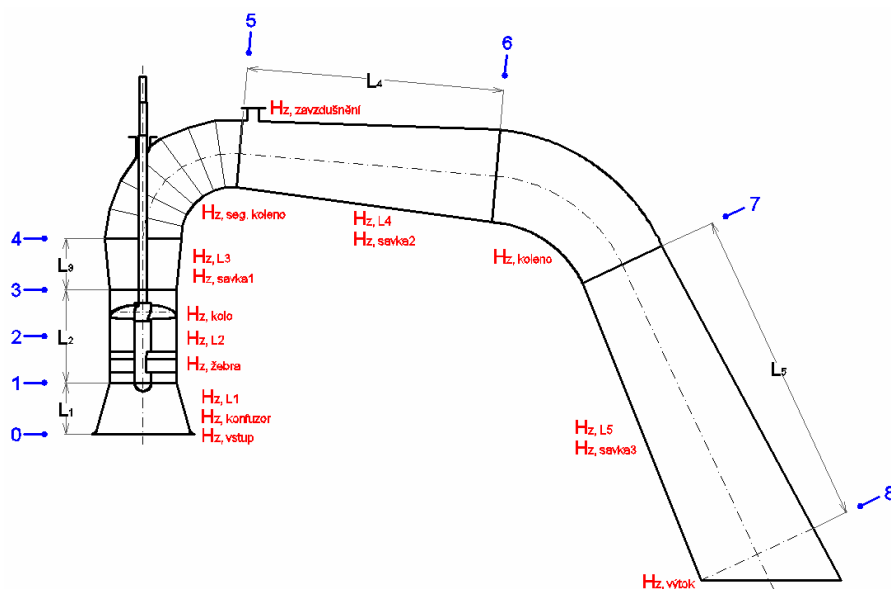 5
6
L4
Hz, zavzdušnění
7
Hz, seg. koleno
Hz, L4
Hz, savka2
4
L3
Hz, L3
Hz, savka1
Hz, koleno
3
Hz, kolo
2
L2
Hz, L2
Hz, žebra
L5
1
L1
Hz, L1
Hz, konfuzor
0
Hz, vstup
Hz, L5
Hz, savka3
8
Hz, výtok